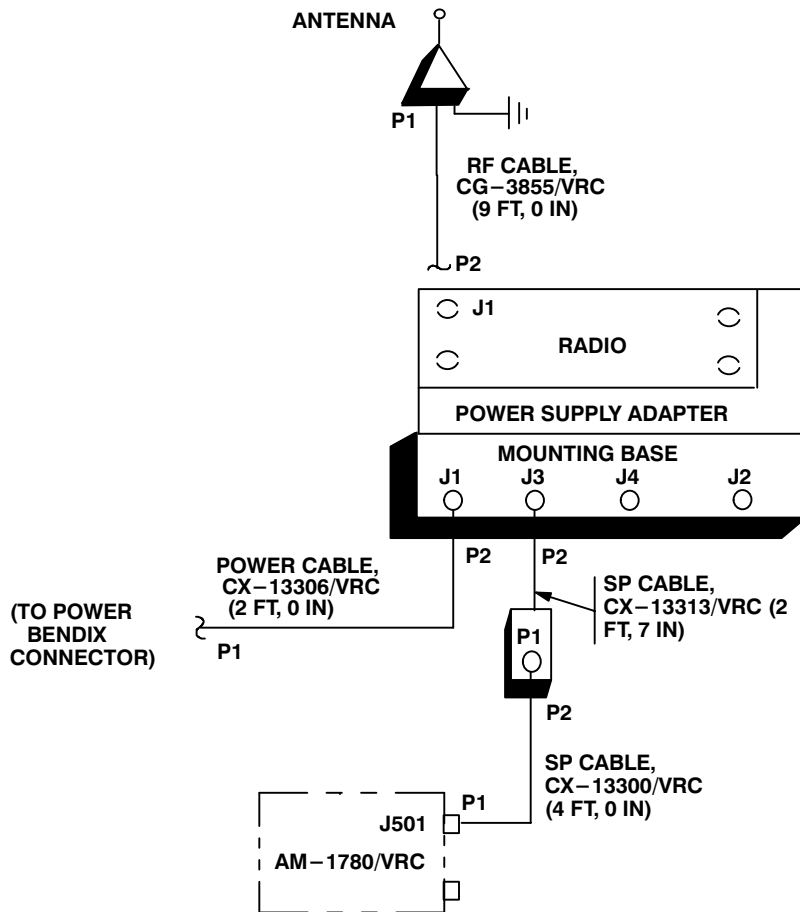 ANTENNA
P1
RF CABLE,
CG–3855/VRC
(9 FT, 0 IN)
P2
J1
RADIO
POWER SUPPLY ADAPTER
MOUNTING BASE
J1
J3
J4
J2
P2
P2
POWER CABLE,
CX–13306/VRC
(2 FT, 0 IN)
SP CABLE,
CX–13313/VRC (2
FT, 7 IN)
(TO POWER
BENDIX
CONNECTOR)
P1
P1
P2
SP CABLE,
CX–13300/VRC
(4 FT, 0 IN)
P1
J501
AM–1780/VRC